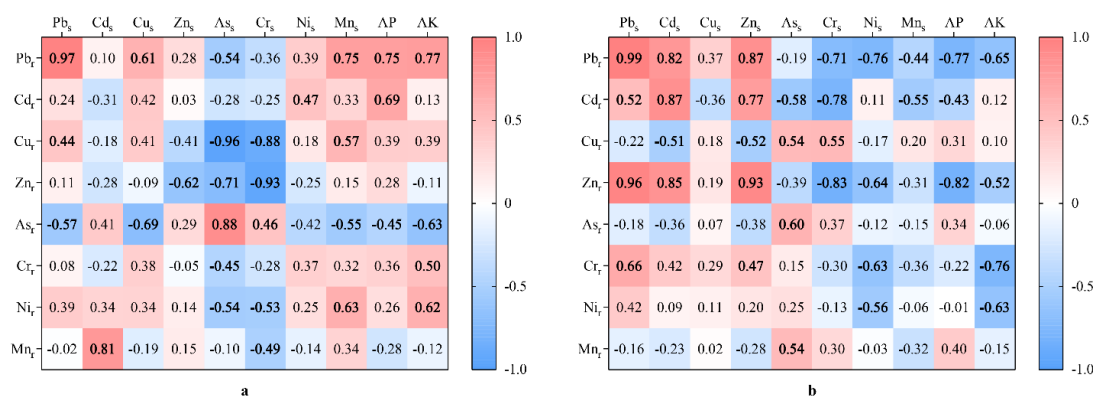 Pbs Cds Cus Zns Ass Crs Nis Mns AP AK
Pbr 0.97 0.10 0.61 0.28 -0.54 -0.36 0.39 0.75 0.75 0.77
Cdr 0.24 -0.31 0.42 0.03 -0.28 -0.25 0.47 0.33 0.69 0.13
Cur 0.44 -0.18 0.41 -0.41 -0.96 -0.88 0.18 0.57 0.39 0.39
Znr 0.11 -0.28 -0.09 -0.62 -0.71 -0.93 -0.25 0.15 0.28 -0.11
Asr -0.57 0.41 -0.69 0.29 0.88 0.46 -0.42 -0.55 -0.45 -0.63
Crr 0.08 -0.22 0.38 -0.05 -0.45 -0.28 0.37 0.32 0.36 0.50
Nir 0.39 0.34 0.34 0.14 -0.54 -0.53 0.25 0.63 0.40 0.62
Mnr -0.02 0.81 -0.19 0.15 -0.10 -0.49 -0.14 0.34 -0.28 -0.12
1.0
0.5
0
-0.5
-1.0
a
Pbs Cds Cus Zns Ass Crs Nis Mns AP AK
Pbr 0.99 0.82 0.37 0.87 -0.19 -0.71 -0.76 -0.44 -0.77 -0.65
Cdr 0.52 0.87 -0.36 0.77 -0.58 -0.78 0.11 -0.55 -0.43 0.12
Cur -0.22 -0.51 0.18 -0.52 0.54 0.55 -0.17 0.20 0.31 0.10
Znr 0.96 0.85 0.19 0.93 -0.39 -0.83 -0.64 -0.31 -0.82 -0.52
Asr -0.18 -0.36 0.07 -0.38 0.60 0.37 -0.12 -0.15 0.34 -0.06
Crr 0.66 0.42 0.29 0.47 0.15 -0.30 -0.63 -0.36 -0.22 -0.76
Nir 0.42 0.09 0.11 0.20 0.25 -0.13 -0.56 -0.06 -0.01 -0.63
Mnr -0.16 -0.23 0.02 -0.28 0.54 0.30 -0.03 -0.32 0.40 -0.15
1.0
0.5
0
-0.5
-1.0
b